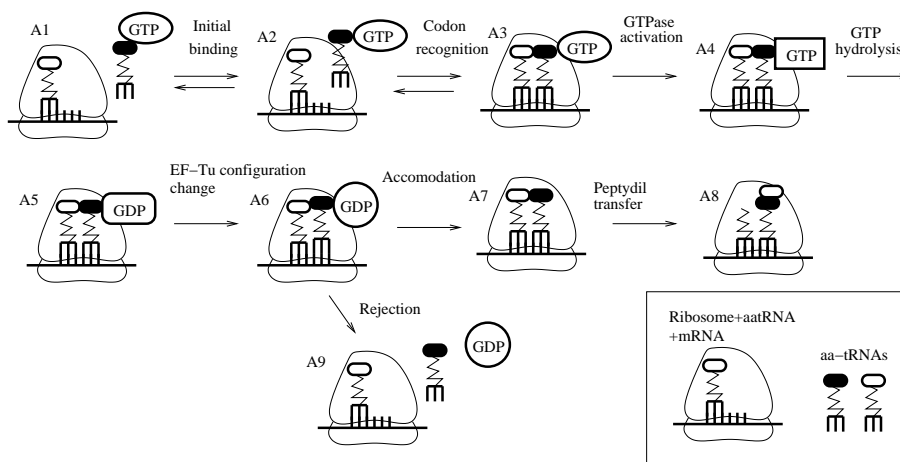 A1
GTP
Initial
binding
A2
GTP
Codon
recognition
A3
GTP
GTPase
activation
A4
GTP
GTP
hydrolysis
A5
GDP
EF-Tu configuration
change
A6
GDP
Accomodation
A7
Peptydil
transfer
A8
Rejection
A9
GDP
Ribosome+aatRNA
+mRNA
aa-tRNAs